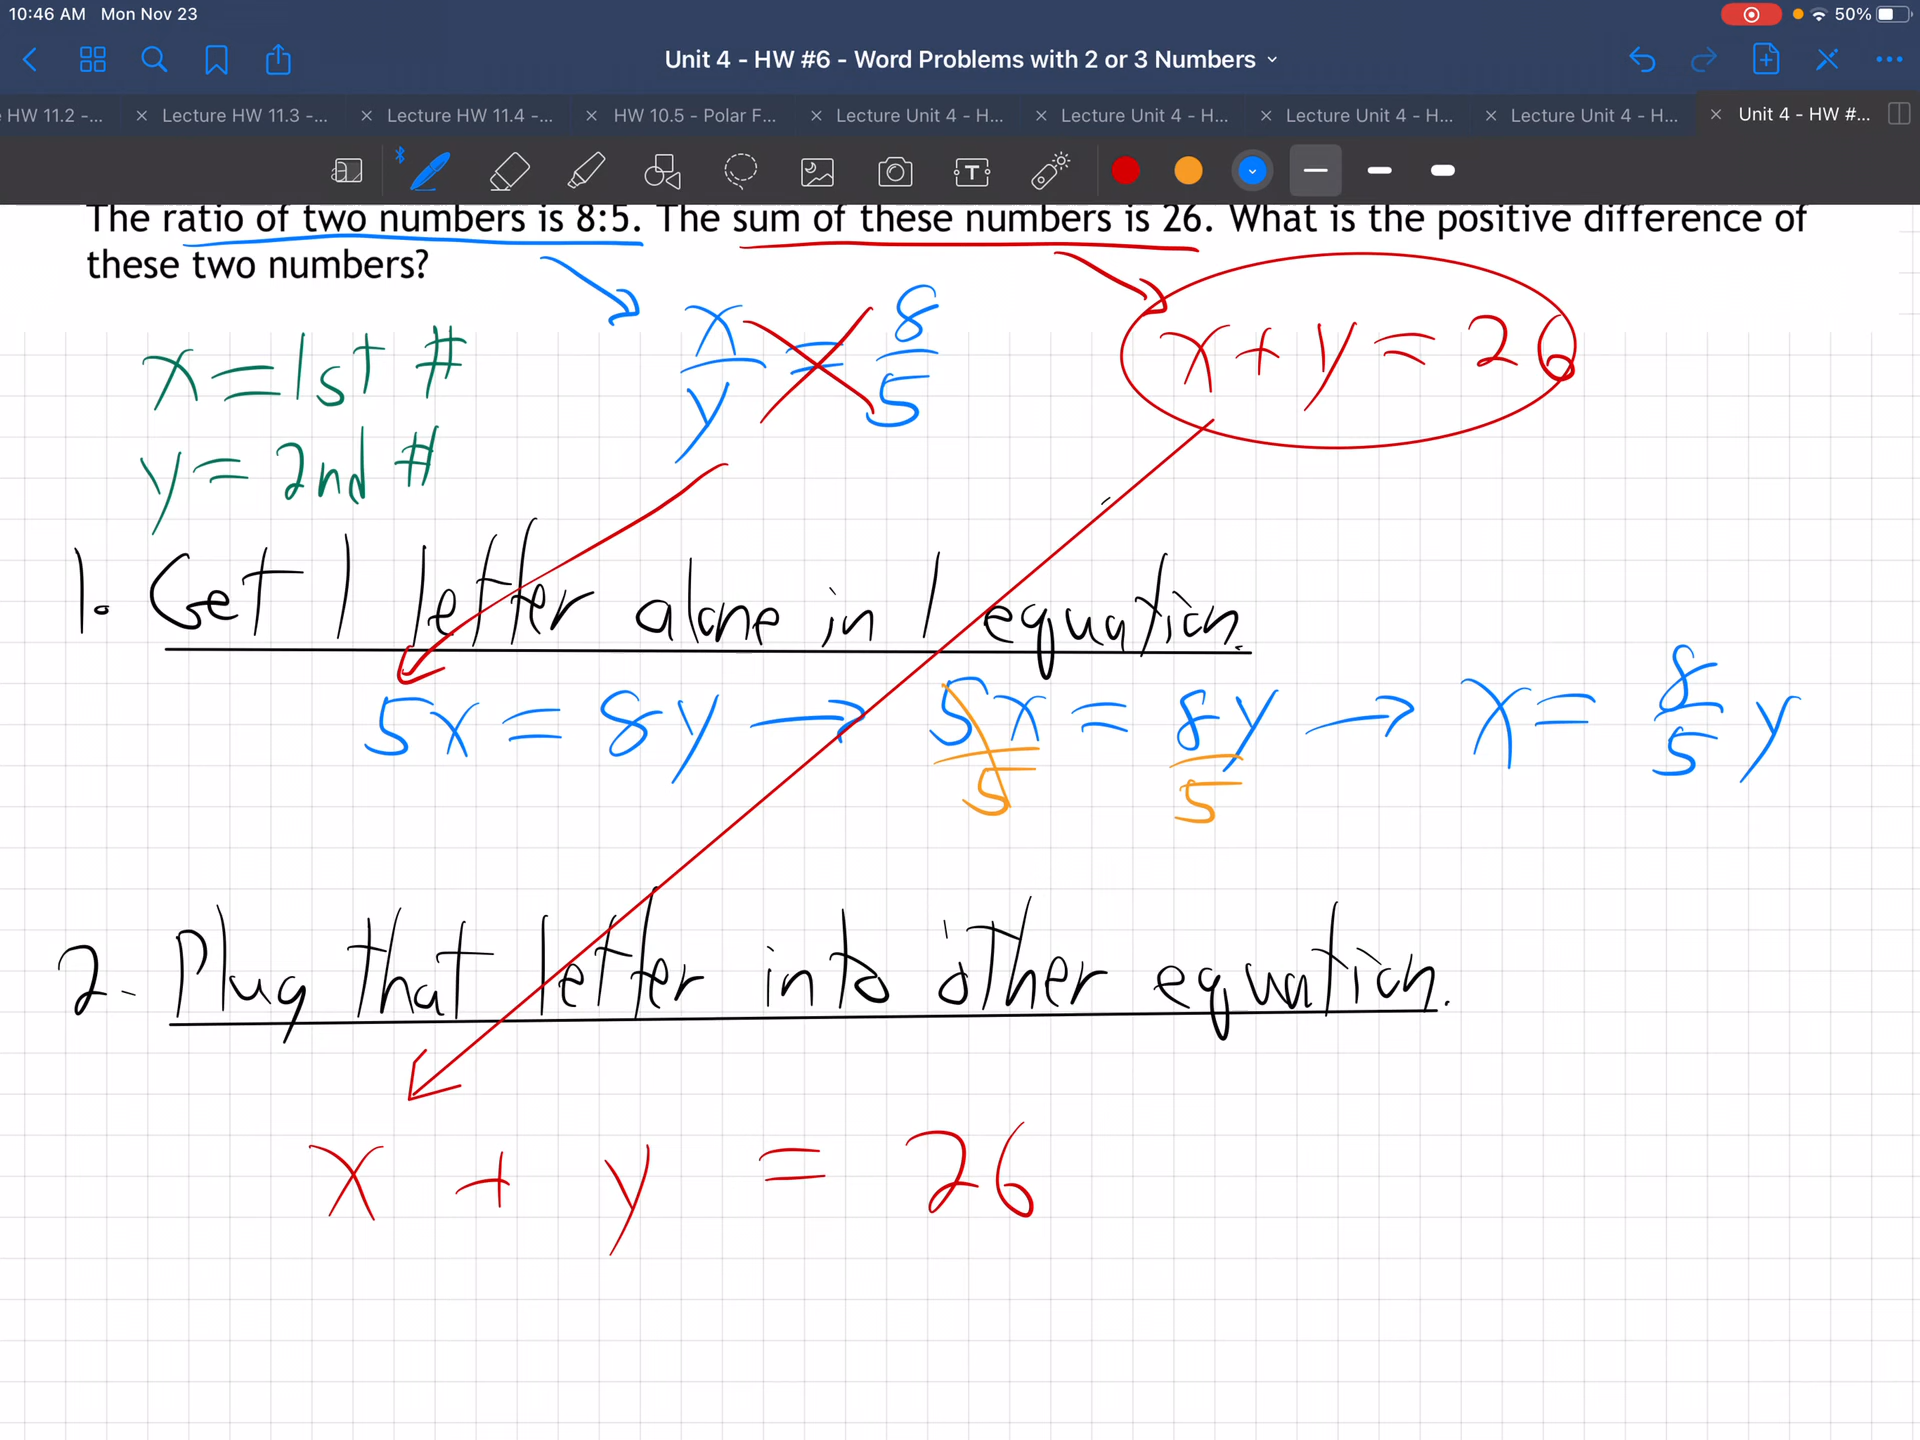 10:46 AM Mon Nov 23
50%
Unit 4 - HW #6 - Word Problems with 2 or 3 Numbers
HW 11.2 -...
Lecture HW 11.3 -...
Lecture HW 11.4 -...
HW 10.5 - Polar F...
Lecture Unit 4 - H...
Lecture Unit 4 - H...
Lecture Unit 4 - H...
Lecture Unit 4 - H...
Unit 4 - HW #...
The ratio of two numbers is 8:5. The sum of these numbers is 26. What is the positive difference of
these two numbers?
x = 1st #
x/y = 8/5
x + y = 26
y = 2nd #
1. Get 1 letter alone in 1 equation.
5x = 8y → 5x/5 = 8y/5 → x = 8/5 y
2. Plug that letter into other equation.
x + y = 26